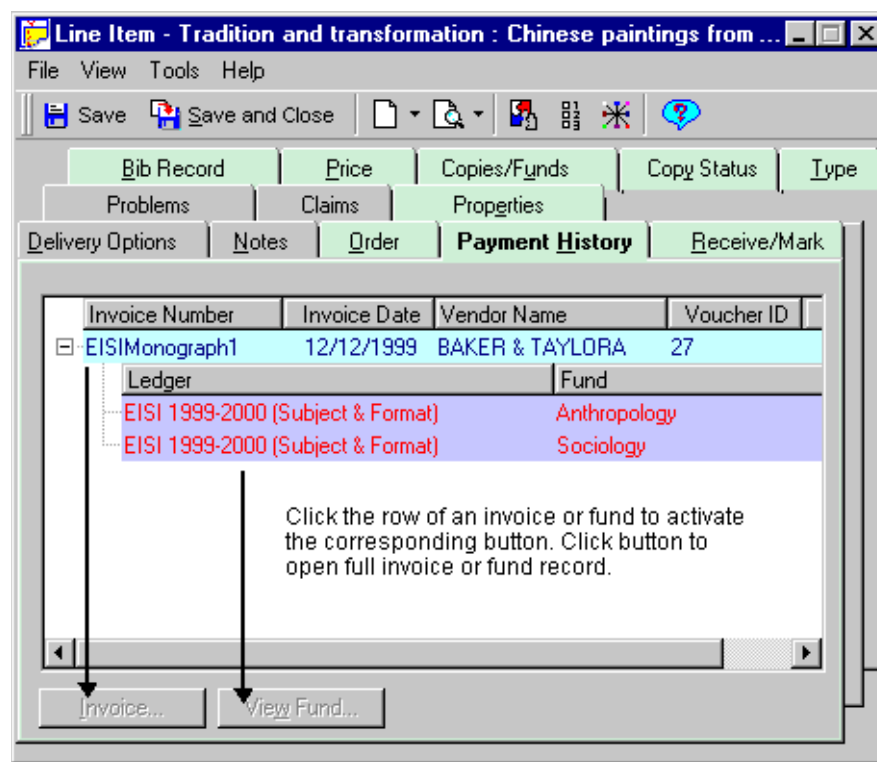 Line Item - Tradition and transformation : Chinese paintings from ...
File View Tools Help
Save Save and Close
Bib Record Price Copies/Funds Copy Status Type
Problems Claims Properties
Delivery Options Notes Order Payment History Receive/Mark
Invoice Number Invoice Date Vendor Name Voucher ID
EISIMonograph1 12/12/1999 BAKER & TAYLORA 27
Ledger Fund
EISI 1999-2000 (Subject & Format) Anthropology
EISI 1999-2000 (Subject & Format) Sociology
Click the row of an invoice or fund to activate
the corresponding button. Click button to
open full invoice or fund record.
Invoice... View Fund...